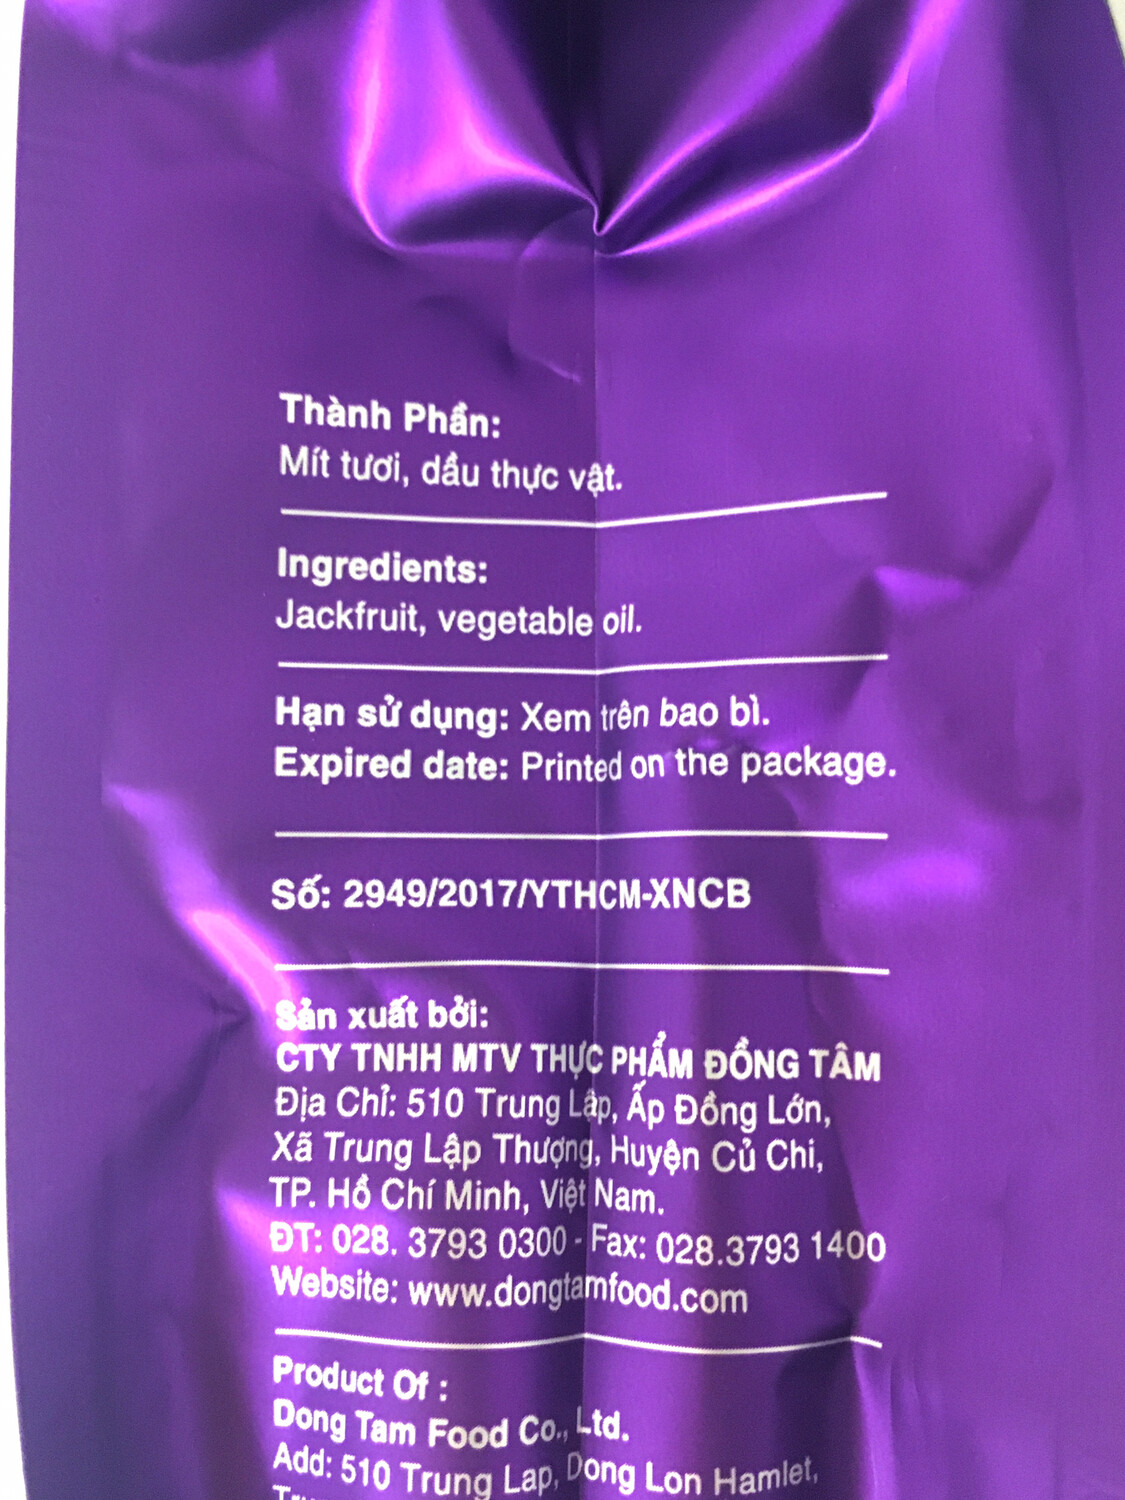 Thành Phần:
Mít tươi, dầu thực vật.
Ingredients:
Jackfruit, vegetable oil.
Hạn sử dụng: Xem trên bao bì.
Expired date: Printed on the package.
Số: 2949/2017/YTHCM-XNCB
Sản xuất bởi:
CTY TNHH MTV THỰC PHẨM ĐỒNG TÂM
Địa Chỉ: 510 Trung Lập, Ấp Đồng Lớn,
Xã Trung Lập Thượng, Huyện Củ Chi,
TP. Hồ Chí Minh, Việt Nam.
ĐT: 028. 3793 0300 - Fax: 028.3793 1400
Website: www.dongtamfood.com
Product Of :
Dong Tam Food Co., Ltd.
Add: 510 Trung Lap, Dong Lon Hamlet,